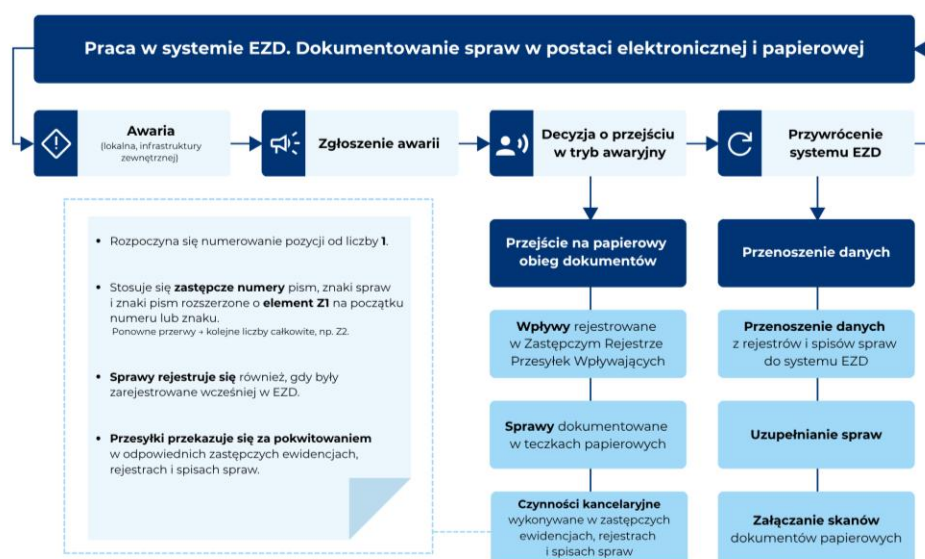 Praca w systemie EZD. Dokumentowanie spraw w postaci elektronicznej i papierowej
Awaria
(lokalna, infrastruktury
zewnętrznej)
Zgłoszenie awarii
Decyzja o przejściu
w tryb awaryjny
Przywrócenie
systemu EZD
• Rozpoczyna się numerowanie pozycji od liczby 1.
• Stosuje się zastępcze numery pism, znaki spraw
i znaki pism rozszerzone o element Z1 na początku
numeru lub znaku.
Ponowne przerwy → kolejne liczby całkowite, np. Z2.
• Sprawy rejestruje się również, gdy były
zarejestrowane wcześniej w EZD.
• Przesyłki przekazuje się za pokwitowaniem
w odpowiednich zastępczych ewidencjach,
rejestrach i spisach spraw.
Przejście na papierowy
obieg dokumentów
Wpływy rejestrowane
w Zastępczym Rejestrze
Przesyłek Wpływających
Sprawy dokumentowane
w teczkach papierowych
Czynności kancelaryjne
wykonywane w zastępczych
ewidencjach, rejestrach
i spisach spraw
Przenoszenie danych
Przenoszenie danych
z rejestrów i spisów spraw
do systemu EZD
Uzupełnianie spraw
Załączanie skanów
dokumentów papierowych